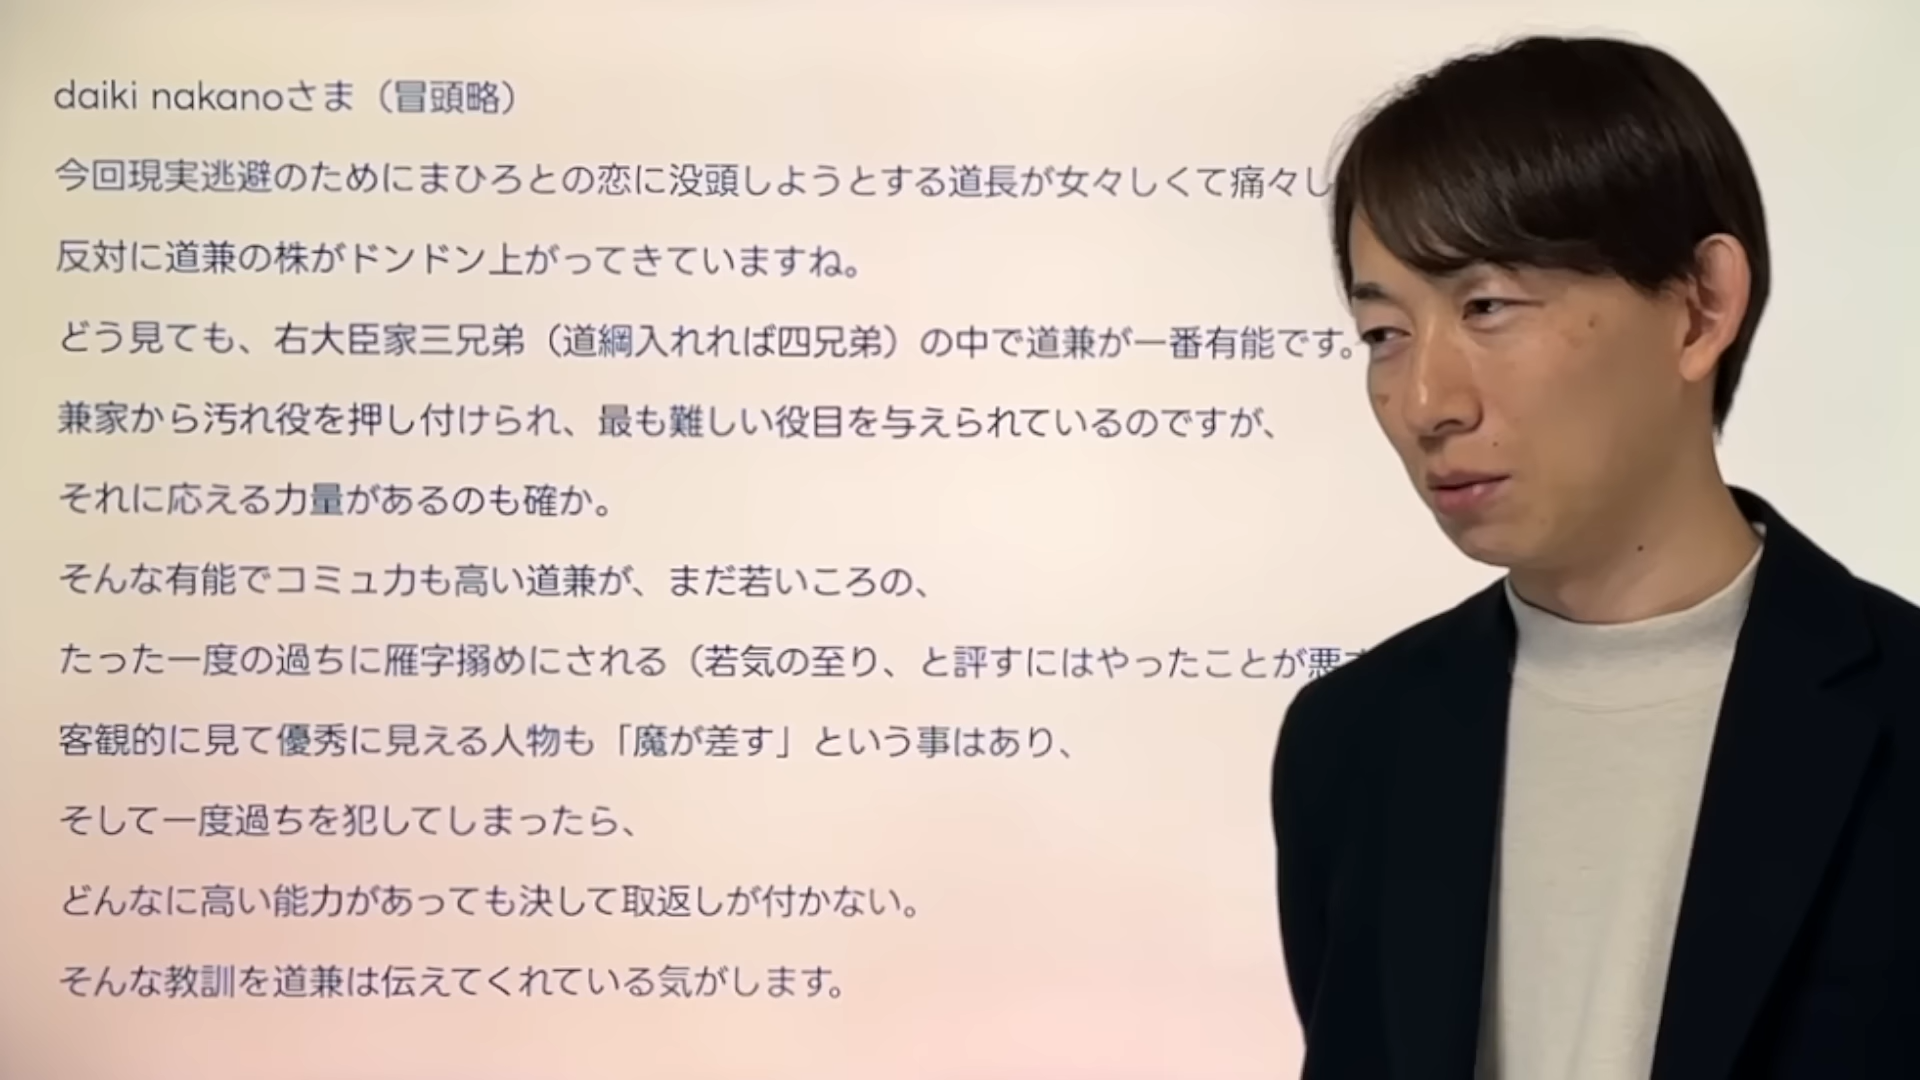 daiki nakanoさま（冒頭略）
今回現実逃避のためにまひろとの恋に没頭しようとする道長が女々しくて痛々し
反対に道兼の株がドンドン上がってきていますね。
どう見ても、右大臣家三兄弟（道綱入れれば四兄弟）の中で道兼が一番有能です。
兼家から汚れ役を押し付けられ、最も難しい役目を与えられているのですが、
それに応える力量があるのも確か。
そんな有能でコミュ力も高い道兼が、まだ若いころの、
たった一度の過ちに雁字搦めにされる（若気の至り、と評すにはやったことが悪
客観的に見て優秀に見える人物も「魔が差す」という事はあり、
そして一度過ちを犯してしまったら、
どんなに高い能力があっても決して取返しが付かない。
そんな教訓を道兼は伝えてくれている気がします。